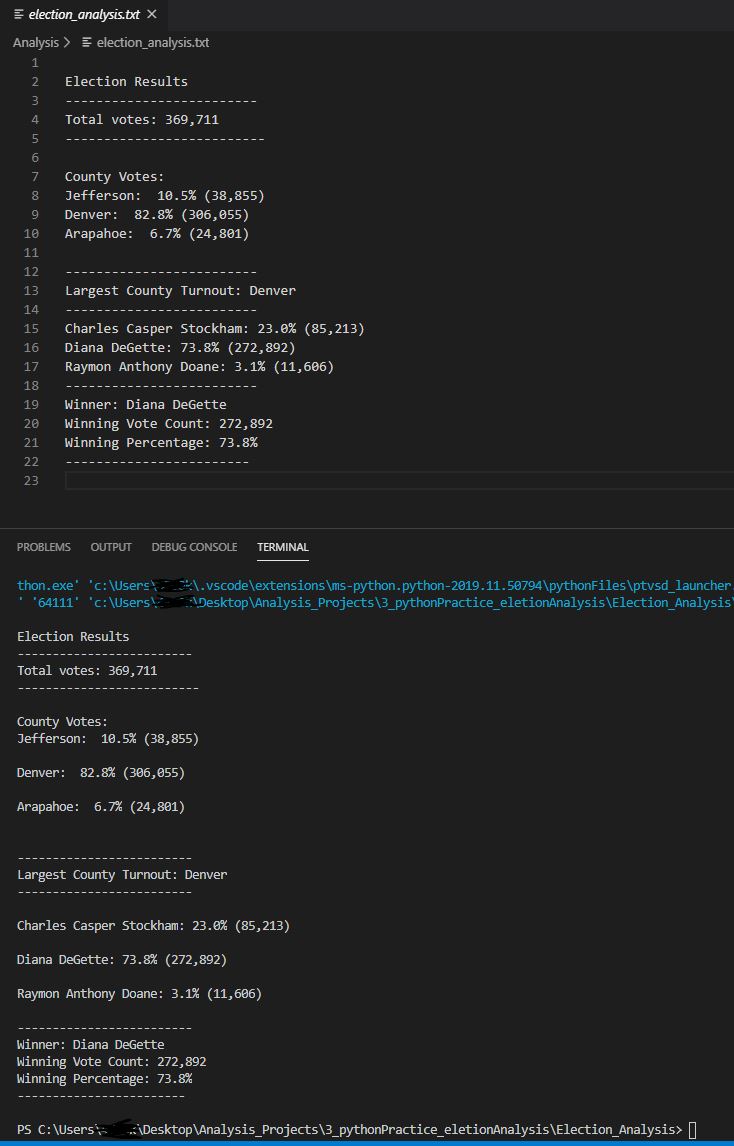 election_analysis.txt
Analysis > election_analysis.txt
1
2 Election Results
3 -------------------------
4 Total votes: 369,711
5 --------------------------
6
7 County Votes:
8 Jefferson:  10.5% (38,855)
9 Denver:  82.8% (306,055)
10 Arapahoe:  6.7% (24,801)
11
12 -------------------------
13 Largest County Turnout: Denver
14 -------------------------
15 Charles Casper Stockham: 23.0% (85,213)
16 Diana DeGette: 73.8% (272,892)
17 Raymon Anthony Doane: 3.1% (11,606)
18 -------------------------
19 Winner: Diana DeGette
20 Winning Vote Count: 272,892
21 Winning Percentage: 73.8%
22 ------------------------
23
PROBLEMS OUTPUT DEBUG CONSOLE TERMINAL
thon.exe' 'c:\Users\ \.vscode\extensions\ms-python.python-2019.11.50794\pythonFiles\ptvsd_launcher
' '64111' 'c:\Users\ \Desktop\Analysis_Projects\3_pythonPractice_eletionAnalysis\Election_Analysis\
Election Results
-------------------------
Total votes: 369,711
--------------------------
County Votes:
Jefferson:  10.5% (38,855)
Denver:  82.8% (306,055)
Arapahoe:  6.7% (24,801)
-------------------------
Largest County Turnout: Denver
-------------------------
Charles Casper Stockham: 23.0% (85,213)
Diana DeGette: 73.8% (272,892)
Raymon Anthony Doane: 3.1% (11,606)
-------------------------
Winner: Diana DeGette
Winning Vote Count: 272,892
Winning Percentage: 73.8%
------------------------
PS C:\Users\ \Desktop\Analysis_Projects\3_pythonPractice_eletionAnalysis\Election_Analysis>